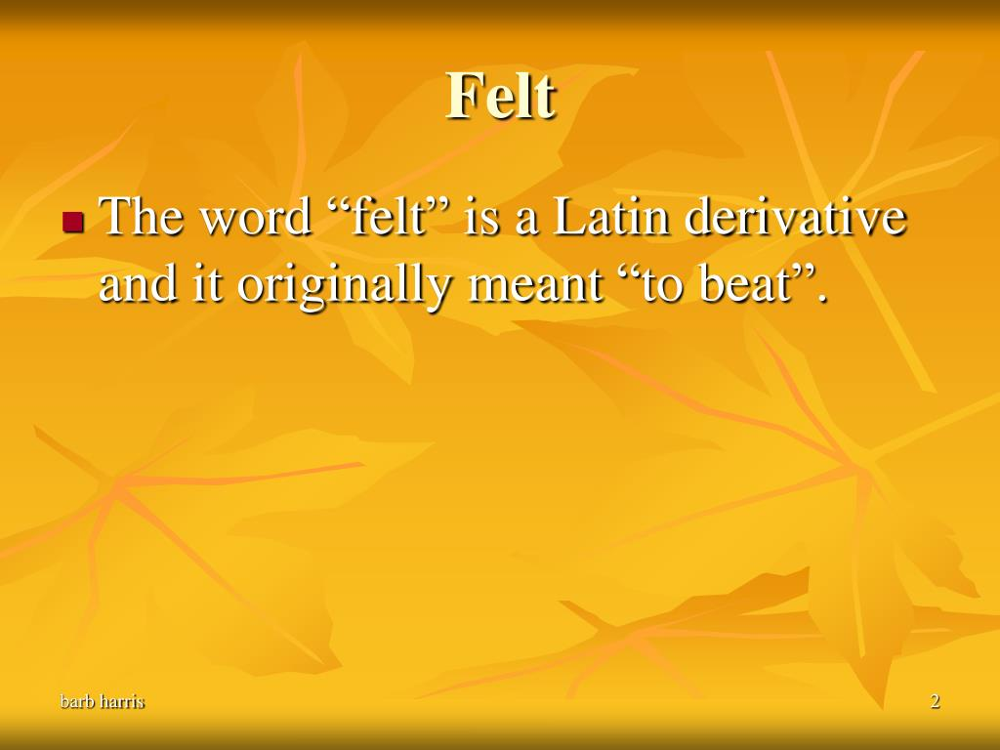 Felt
The word “felt” is a Latin derivative
and it originally meant “to beat”.
barb harris
2